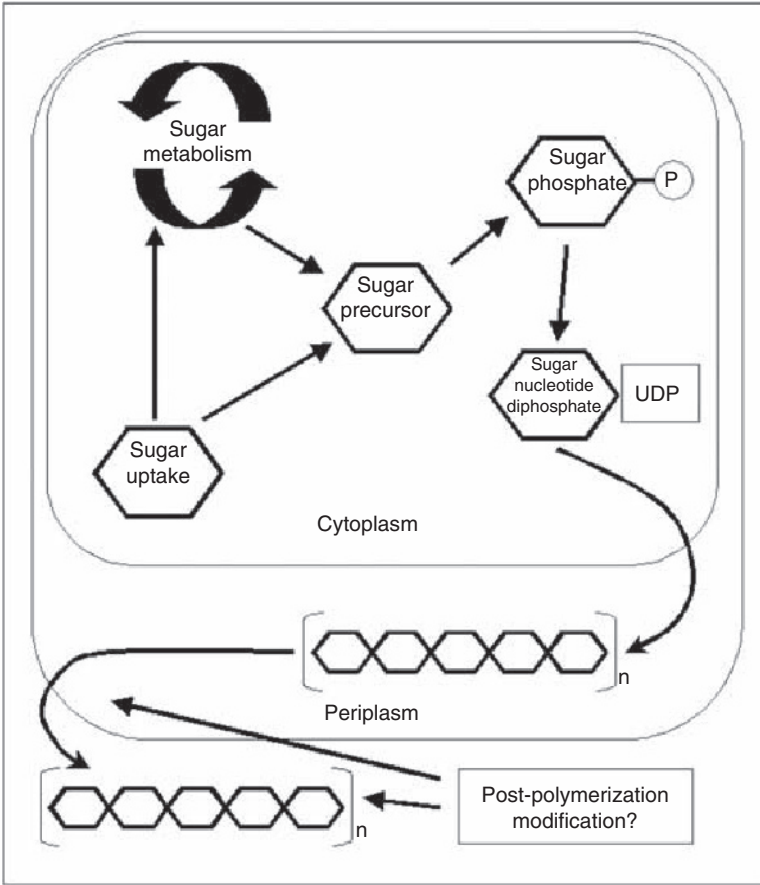 Sugar
metabolism
Sugar
phosphate
P
Sugar
precursor
Sugar
nucleotide
diphosphate
UDP
Sugar
uptake
Cytoplasm
n
Periplasm
Post-polymerization
modification?
n